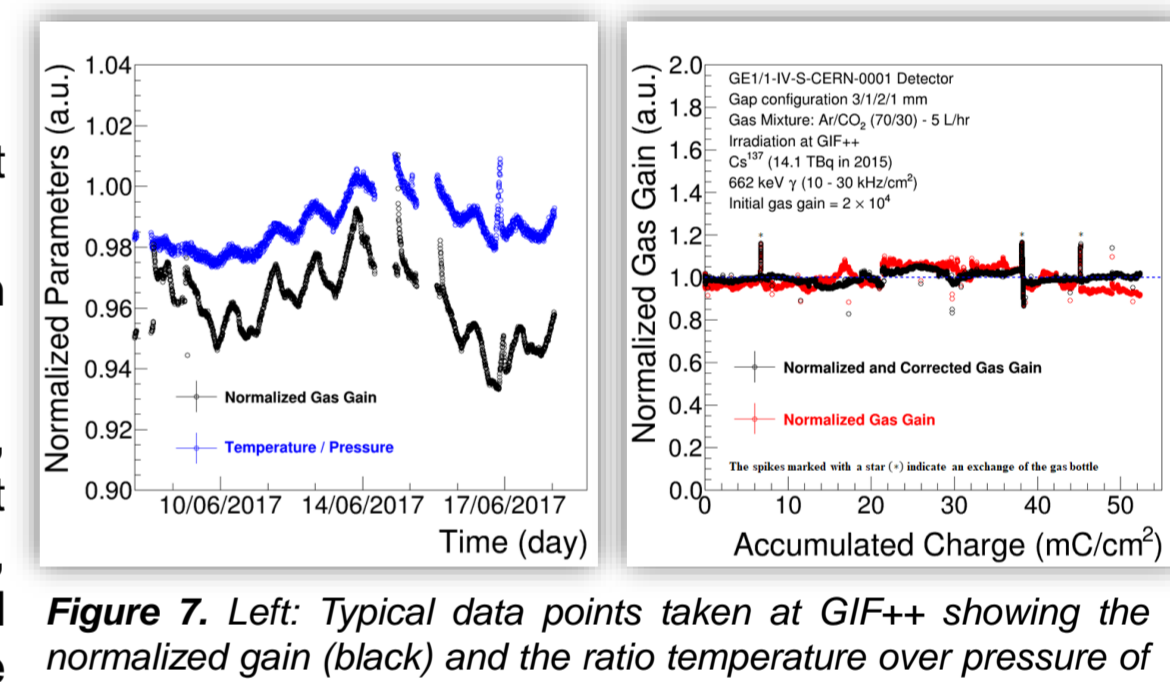 Normalized Parameters (a.u.)
1.04
1.02
1.00
0.98
0.96
0.94
0.92
0.90
Normalized Gas Gain
Temperature / Pressure
10/06/2017 14/06/2017 17/06/2017
Time (day)
Normalized Gas Gain (a.u.)
2.0
1.8
1.6
1.4
1.2
1.0
0.8
0.6
0.4
0.2
0.0
GE1/1-IV-S-CERN-0001 Detector
Gap configuration 3/1/2/1 mm
Gas Mixture: Ar/CO₂ (70/30) - 5 L/hr
Irradiation at GIF++
Cs¹³⁷ (14.1 TBq in 2015)
662 keV γ (10 - 30 kHz/cm²)
Initial gas gain = 2 × 10⁴
* * *
Normalized and Corrected Gas Gain
Normalized Gas Gain
The spikes marked with a star (*) indicate an exchange of the gas bottle
0 10 20 30 40 50
Accumulated Charge (mC/cm²)
Figure 7. Left: Typical data points taken at GIF++ showing the
normalized gain (black) and the ratio temperature over pressure of